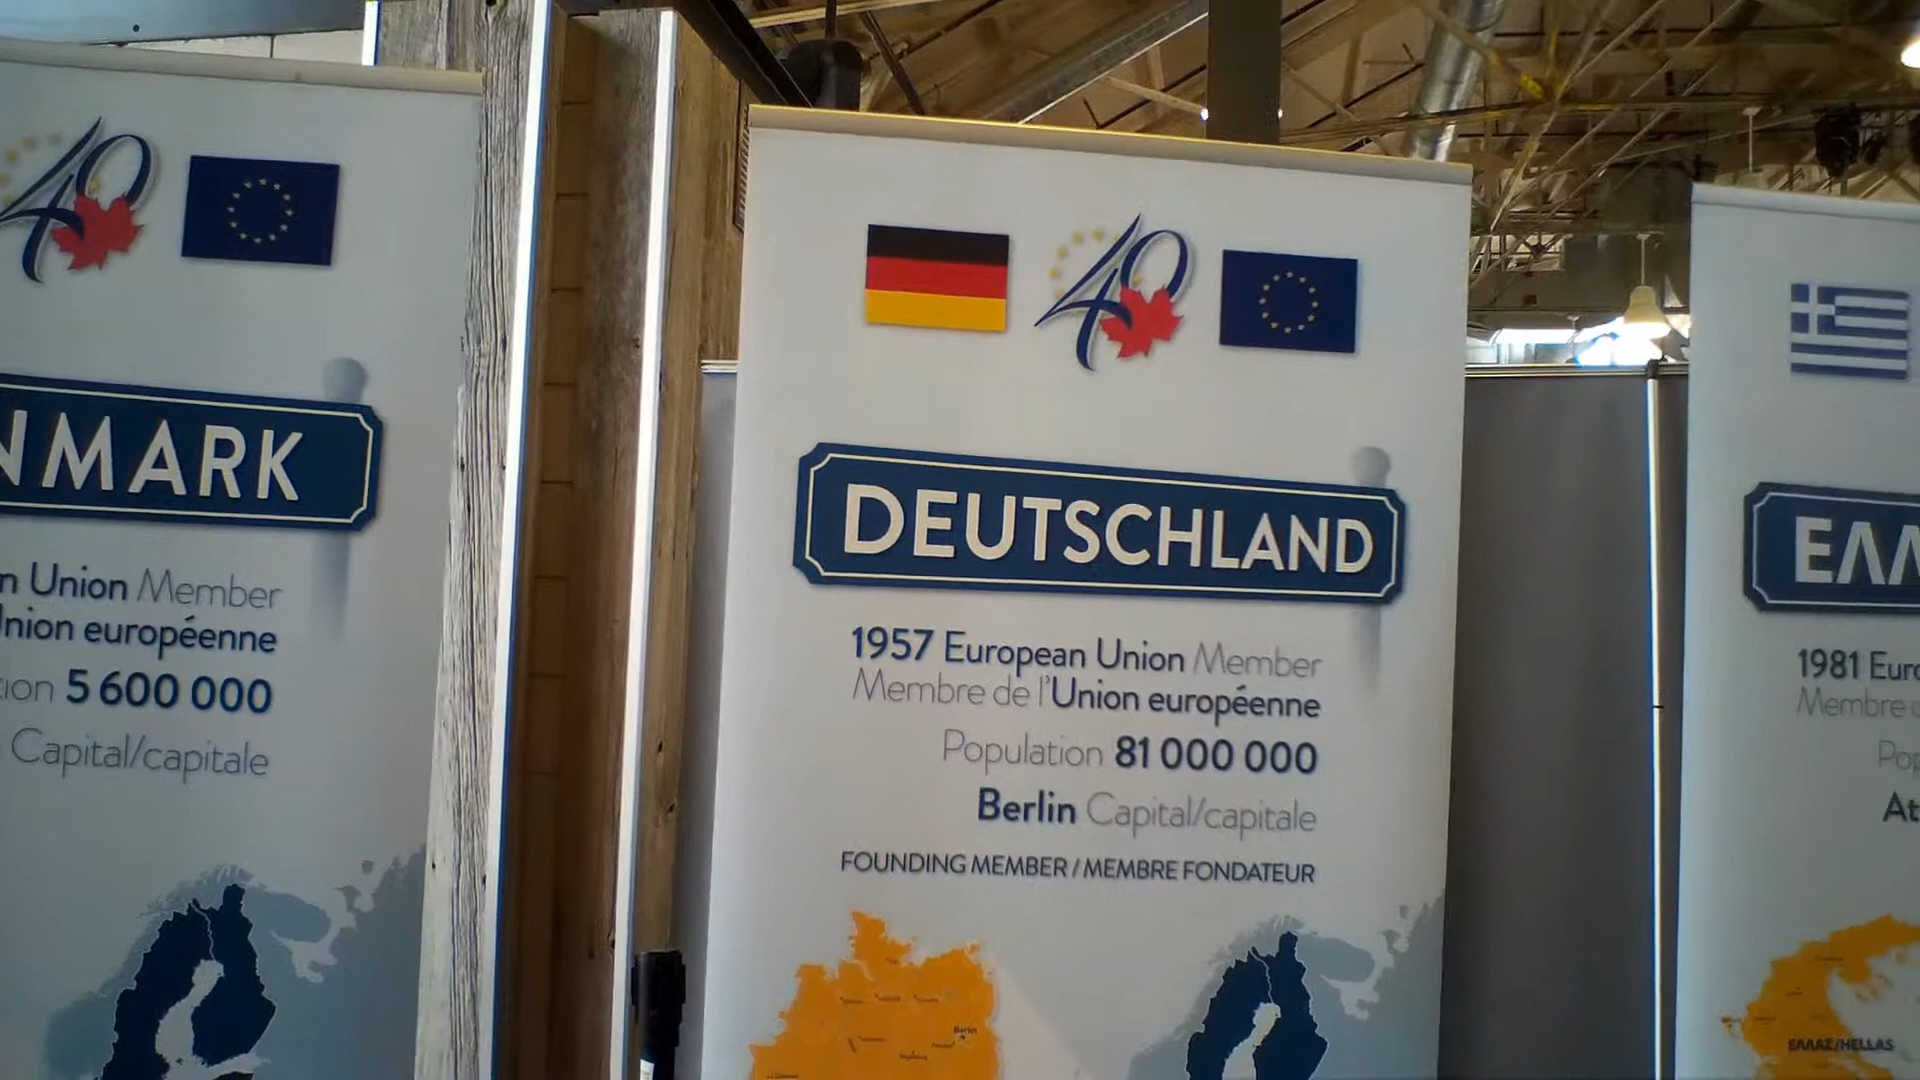 40
NMARK
n Union Member
Union européenne
tion 5 600 000
Capital/capitale
40
DEUTSCHLAND
1957 European Union Member
Membre de l'Union européenne
Population 81 000 000
Berlin Capital/capitale
FOUNDING MEMBER / MEMBRE FONDATEUR
Berlin
ΕΛΛ
1981 Euro
Membre d
Pop
At
ΕΛΛΑΣ/HELLAS